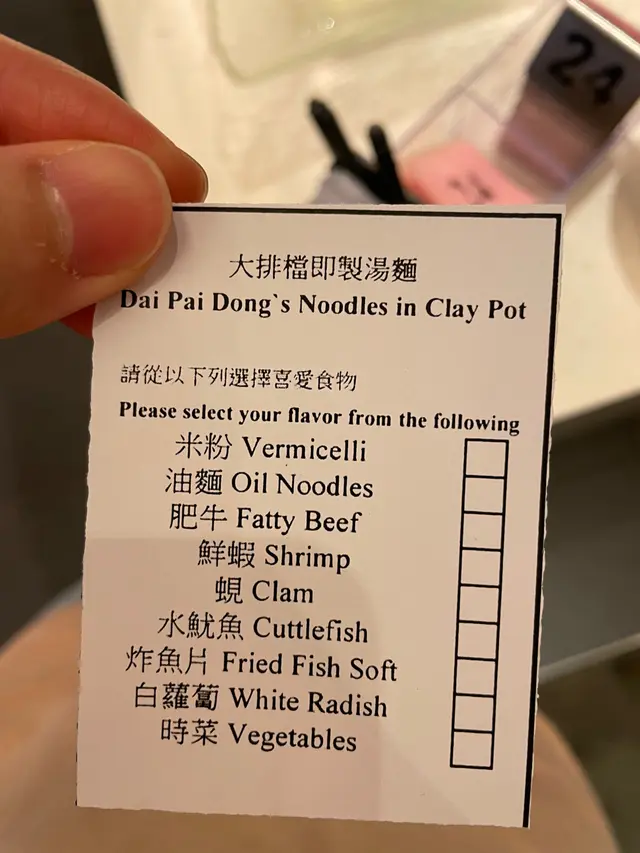 24
大排檔即製湯麵
Dai Pai Dong`s Noodles in Clay Pot
請從以下列選擇喜愛食物
Please select your flavor from the following
米粉 Vermicelli
油麵 Oil Noodles
肥牛 Fatty Beef
鮮蝦 Shrimp
蜆 Clam
水魷魚 Cuttlefish
炸魚片 Fried Fish Soft
白蘿蔔 White Radish
時菜 Vegetables